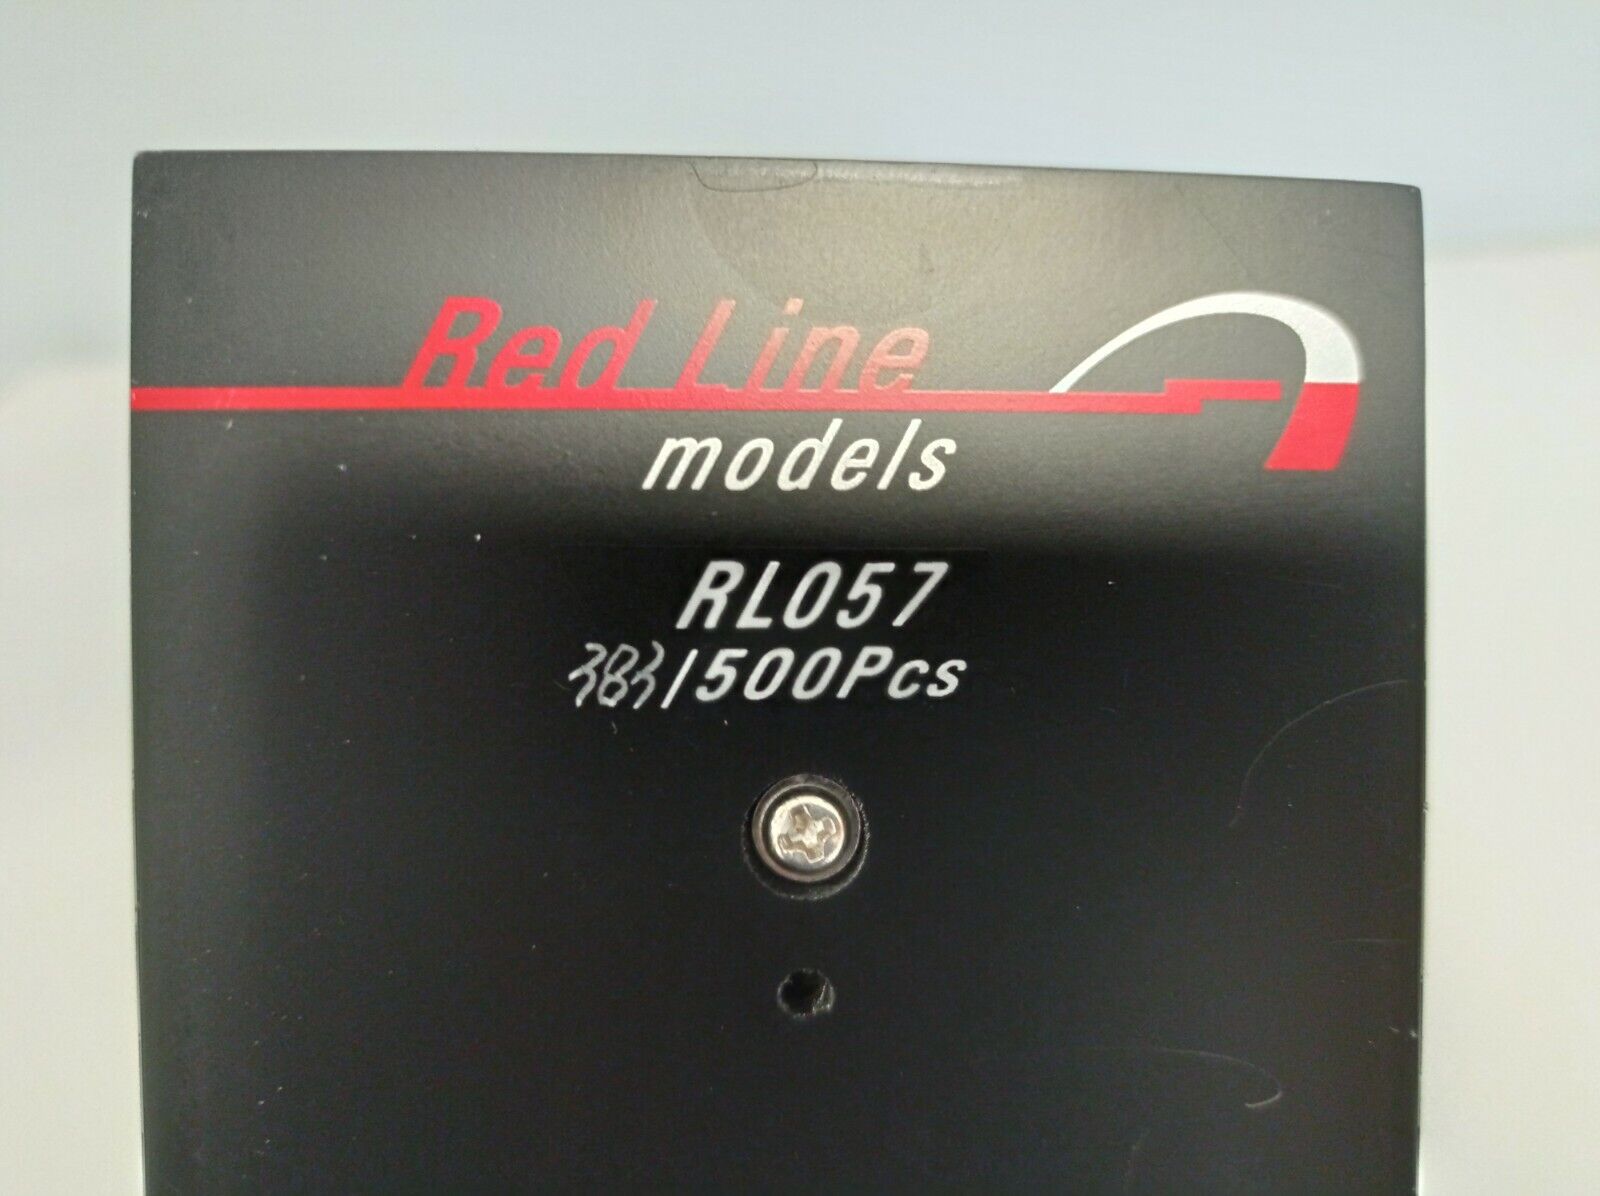 Red Line
models
RL057
383/500Pcs